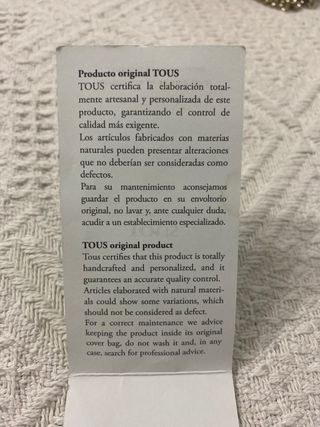 Producto original TOUS
TOUS certifica la elaboración total-
mente artesanal y personalizada de este
producto, garantizando el control de
calidad más exigente.
Los artículos fabricados con materias
naturales pueden presentar alteraciones
que no deberían ser consideradas como
defectos.
Para su mantenimiento aconsejamos
guardar el producto en su envoltorio
original, no lavar y, ante cualquier duda,
acudir a un establecimiento especializado.
TOUS original product
Tous certifies that this product is totally
handcrafted and personalized, and it
guarantees an accurate quality control.
Articles elaborated with natural materi-
als could show some variations, which
should not be considered as defect.
For a correct maintenance we advice
keeping the product inside its original
cover bag, do not wash it and, in any
case, search for professional advice.